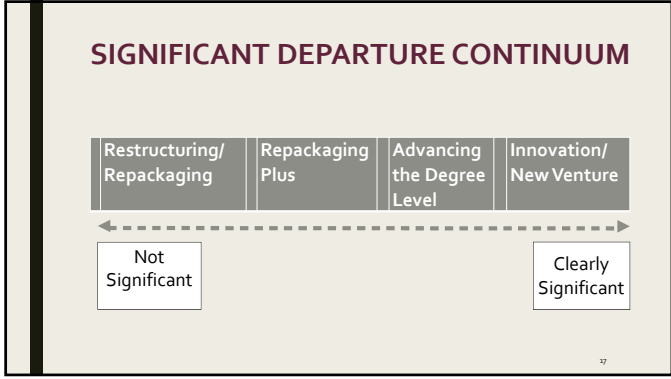 SIGNIFICANT DEPARTURE CONTINUUM
Restructuring/
Repackaging
Repackaging
Plus
Advancing
the Degree
Level
Innovation/
New Venture
Not
Significant
Clearly
Significant
17